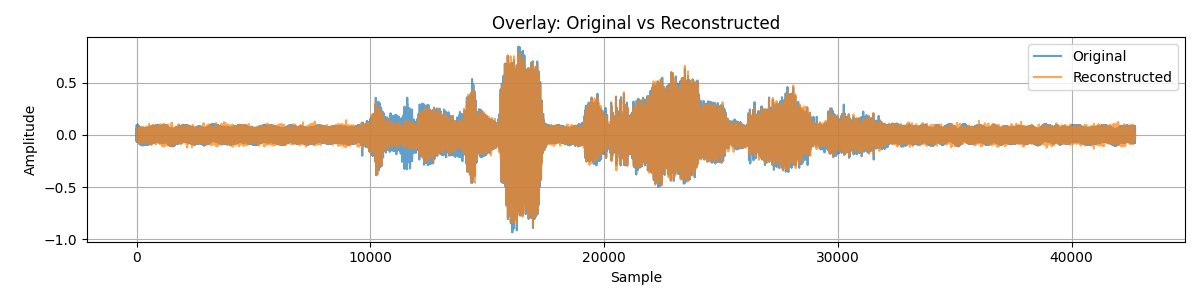 Overlay: Original vs Reconstructed
Original
Reconstructed
Amplitude
0.5
0.0
−0.5
−1.0
0
10000
20000
30000
40000
Sample